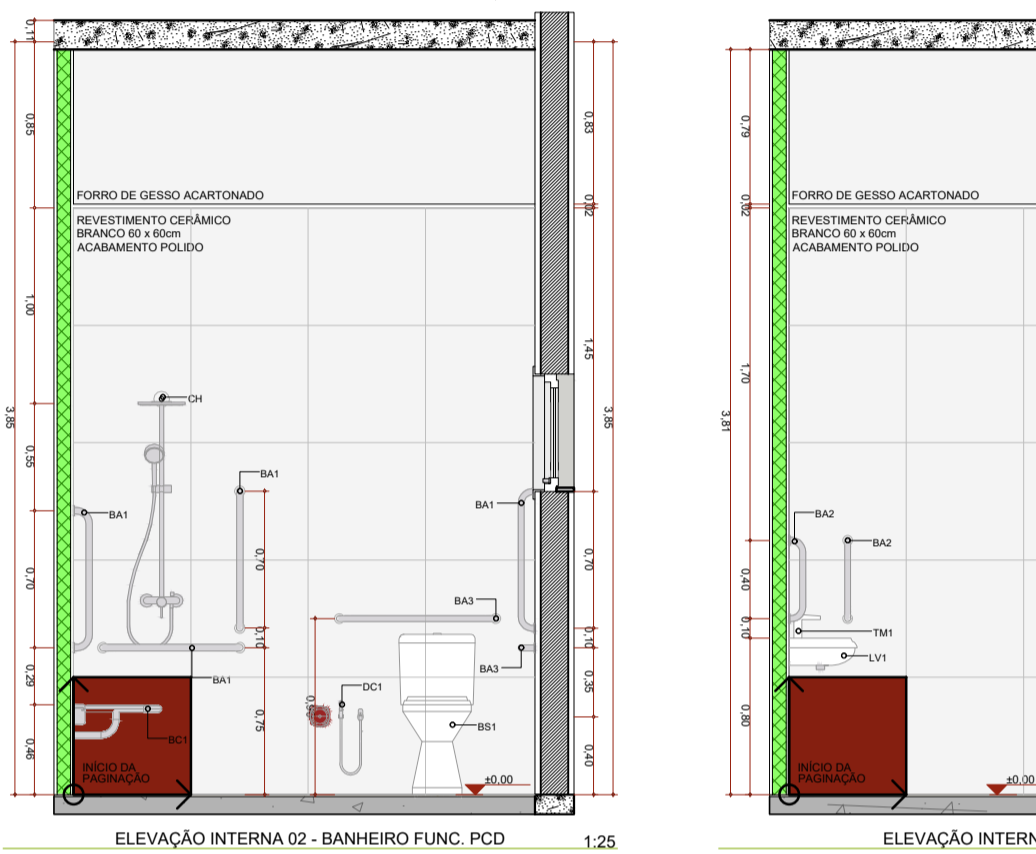 0,11
0,85
1,00
0,55
0,70
0,29
0,46
3,85
FORRO DE GESSO ACARTONADO
REVESTIMENTO CERÂMICO
BRANCO 60 x 60cm
ACABAMENTO POLIDO
CH
BA1
BA1
BA1
BA3
BA3
BA1
DC1
BS1
BC1
0,70
0,10
0,75
INÍCIO DA
PAGINAÇÃO
±0,00
0,83
0,02
1,45
0,70
0,10
0,35
0,40
3,85
ELEVAÇÃO INTERNA 02 - BANHEIRO FUNC. PCD
1:25
0,79
0,02
1,70
0,40
0,10
0,80
3,81
FORRO DE GESSO ACARTONADO
REVESTIMENTO CERÂMICO
BRANCO 60 x 60cm
ACABAMENTO POLIDO
BA2
BA2
TM1
LV1
INÍCIO DA
PAGINAÇÃO
±0,00